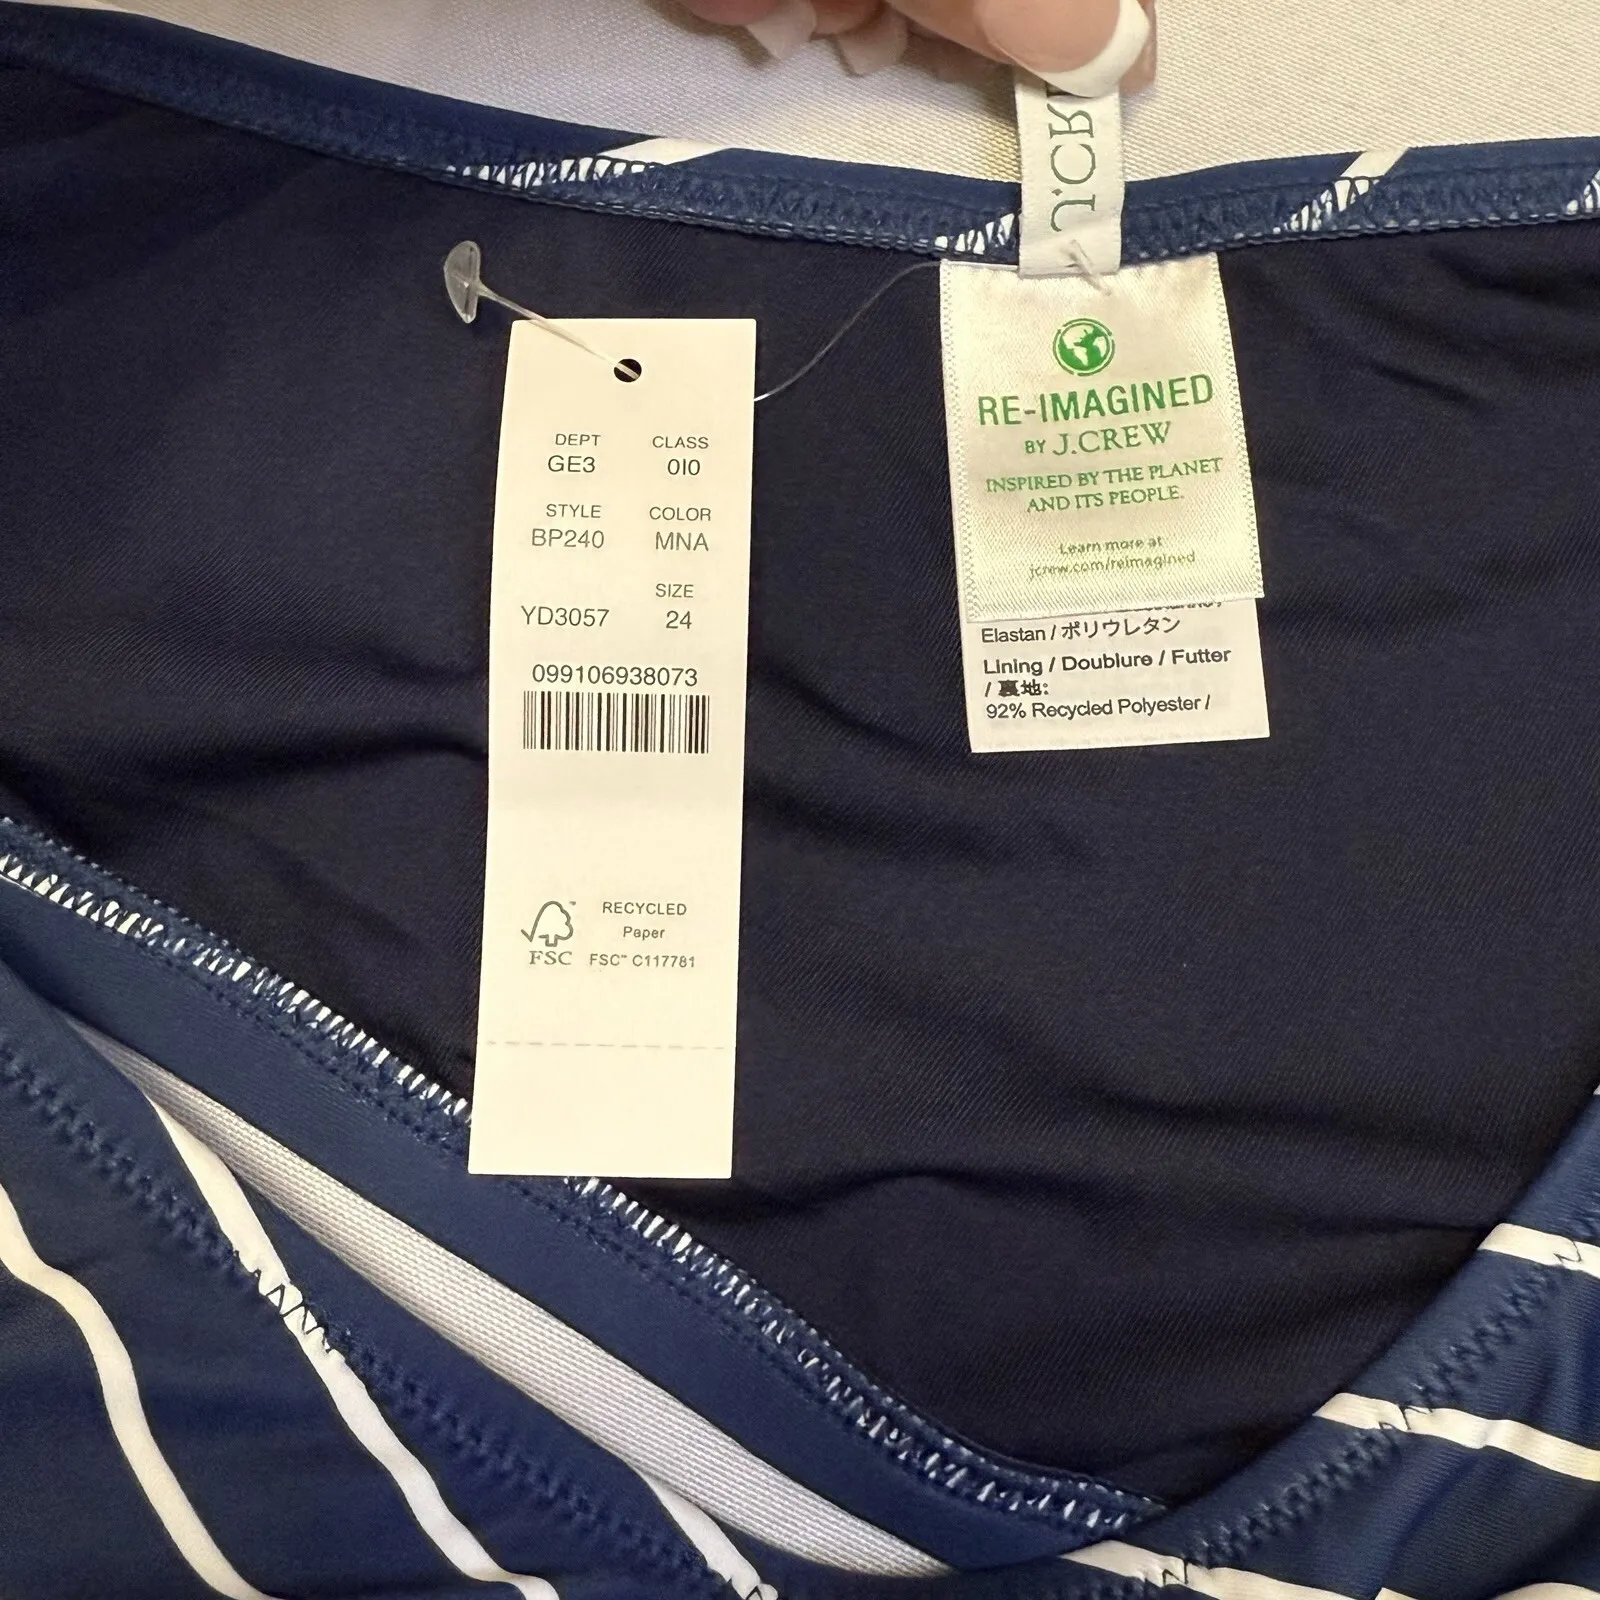 J.CR
DEPT CLASS
GE3 010
STYLE COLOR
BP240 MNA
SIZE
YD3057 24
099106938073
RECYCLED
Paper
FSC FSC™ C117781
RE-IMAGINED
BY J.CREW
INSPIRED BY THE PLANET
AND ITS PEOPLE.
Learn more at
jcrew.com/reimagined
Elastan / ポリウレタン
Lining / Doublure / Futter
/ 裏地:
92% Recycled Polyester /